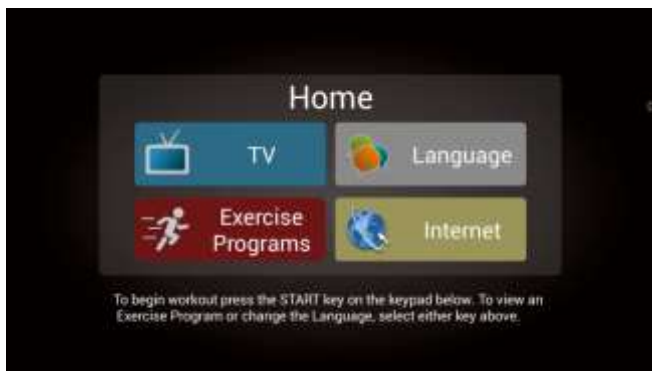 Home
TV
Language
Exercise
Programs
Internet
To begin workout press the START key on the keypad below. To view an
Exercise Program or change the Language, select either key above.